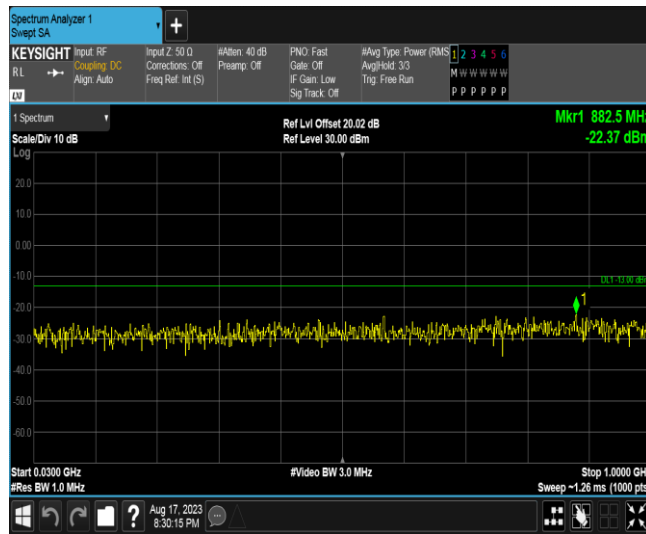 Spectrum Analyzer 1
Swept SA
+
KEYSIGHT
RL
LXI
Input: RF
Coupling: DC
Align: Auto
Input Z: 50 Ω
Corrections: Off
Freq Ref: Int (S)
#Atten: 40 dB
Preamp: Off
PNO: Fast
Gate: Off
IF Gain: Low
Sig Track: Off
#Avg Type: Power (RMS
Avg|Hold: 3/3
Trig: Free Run
1 2 3 4 5 6
M W W W W W
P P P P P P
1 Spectrum
Scale/Div 10 dB
Ref Lvl Offset 20.02 dB
Ref Level 30.00 dBm
Mkr1 882.5 MHz
-22.37 dBm
Log
20.0
10.0
0.00
-10.0
DL1 -13.00 dBm
-20.0
1
-30.0
-40.0
-50.0
-60.0
Start 0.0300 GHz
#Res BW 1.0 MHz
#Video BW 3.0 MHz
Stop 1.0000 GH
Sweep ~1.26 ms (1000 pts
?
Aug 17, 2023
8:30:15 PM